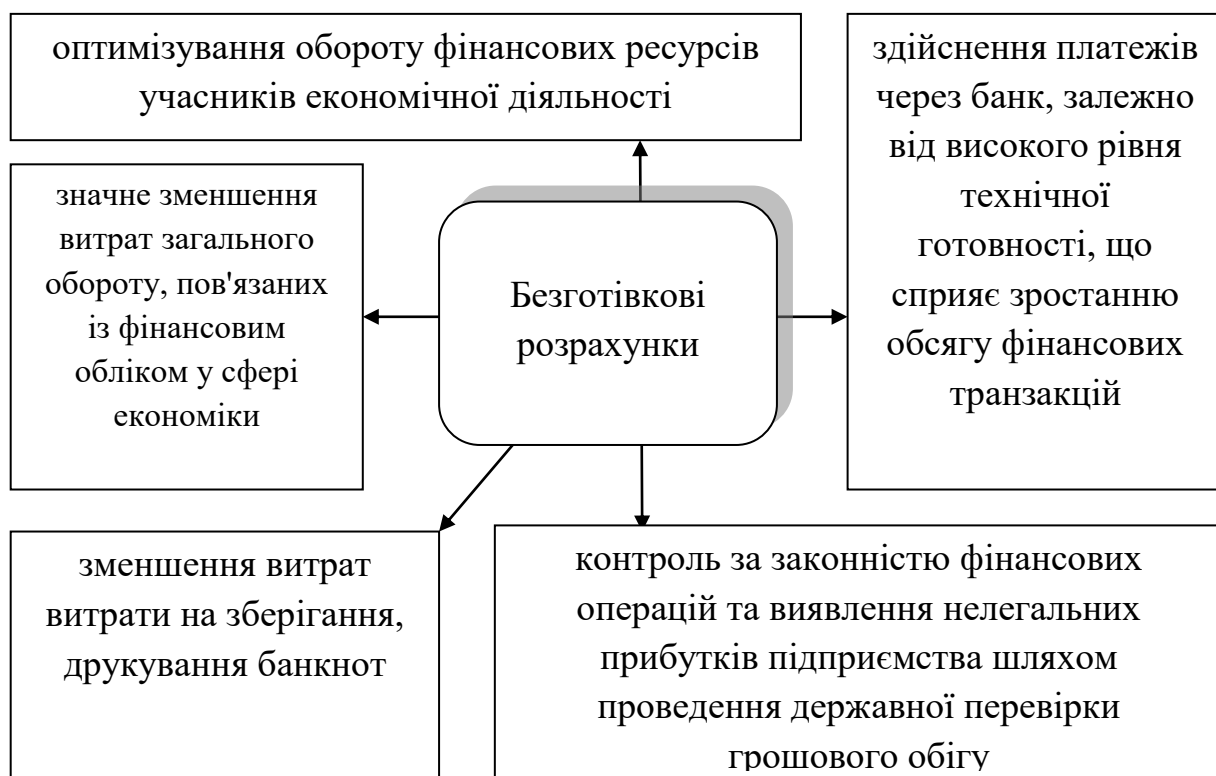 оптимізування обороту фінансових ресурсів
учасників економічної діяльності
здійснення платежів
через банк, залежно
від високого рівня
технічної
готовності, що
сприяє зростанню
обсягу фінансових
транзакцій
значне зменшення
витрат загального
обороту, пов'язаних
із фінансовим
обліком у сфері
економіки
Безготівкові
розрахунки
зменшення витрат
витрати на зберігання,
друкування банкнот
контроль за законністю фінансових
операцій та виявлення нелегальних
прибутків підприємства шляхом
проведення державної перевірки
грошового обігу